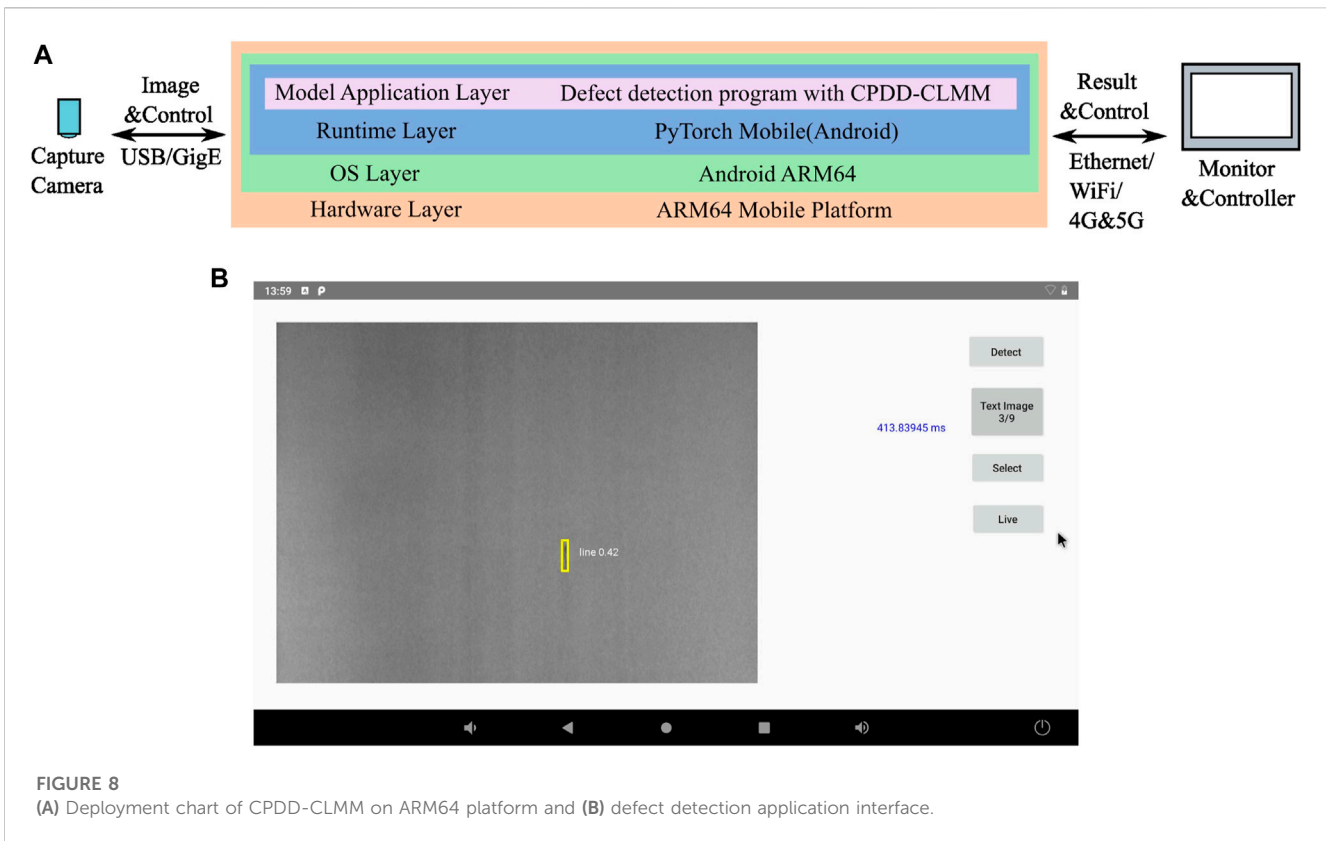 A
Image
&Control
USB/GigE
Capture
Camera
Model Application Layer Defect detection program with CPDD-CLMM
Runtime Layer PyTorch Mobile(Android)
OS Layer Android ARM64
Hardware Layer ARM64 Mobile Platform
Result
&Control
Ethernet/
WiFi/
4G&5G
Monitor
&Controller
B
13:59
Detect
Text Image
3/9
413.83945 ms
Select
Live
line 0.42
FIGURE 8
(A) Deployment chart of CPDD-CLMM on ARM64 platform and (B) defect detection application interface.